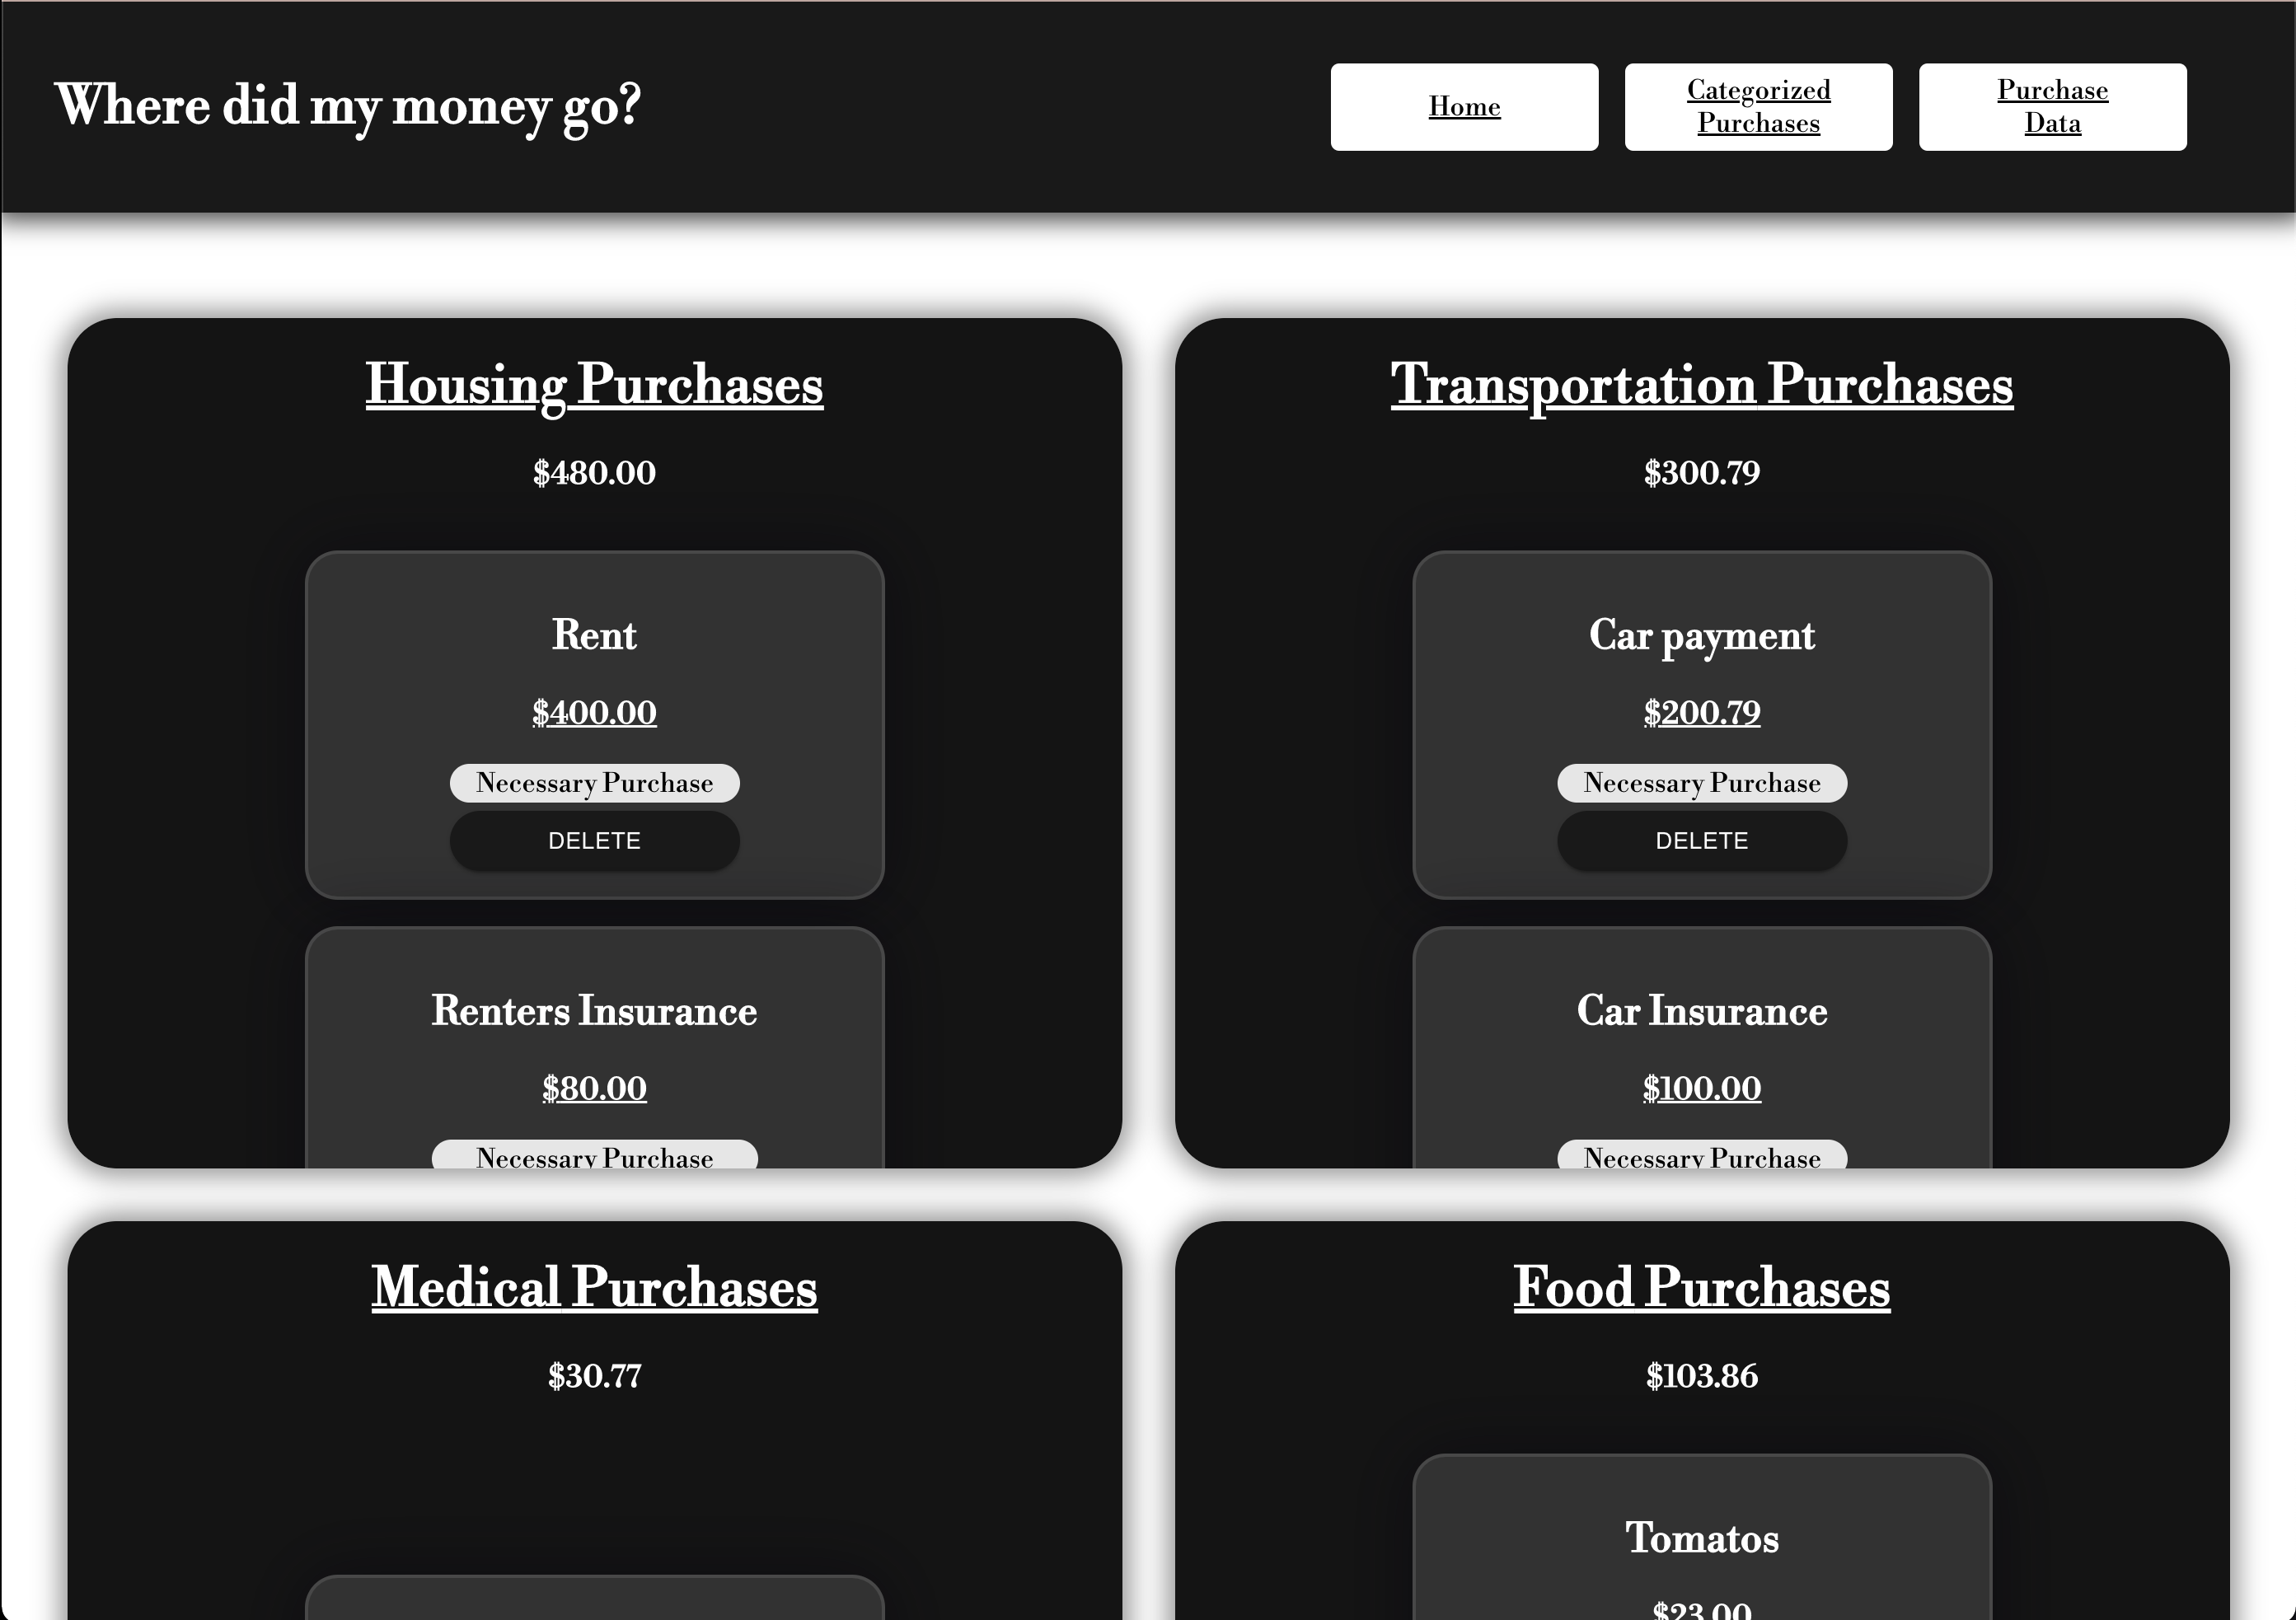 Where did my money go?
Home
Categorized
Purchases
Purchase
Data
Housing Purchases
$480.00
Rent
$400.00
Necessary Purchase
DELETE
Renters Insurance
$80.00
Necessary Purchase
Transportation Purchases
$300.79
Car payment
$200.79
Necessary Purchase
DELETE
Car Insurance
$100.00
Necessary Purchase
Medical Purchases
$30.77
Food Purchases
$103.86
Tomatos
$23.00